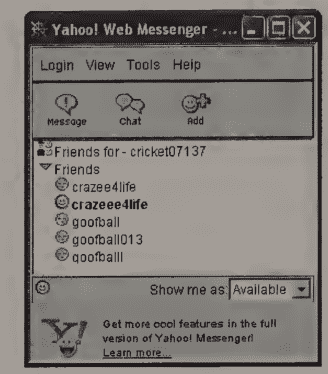 Yahoo! Web Messenger - ...
Login View Tools Help
Message Chat Add
Friends for - cricket07137
Friends
crazee4life
crazeee4life
goofball
goofball013
goofballl
Show me as: Available
Y!
Get more cool features in the full
version of Yahoo! Messenger!
Learn more...